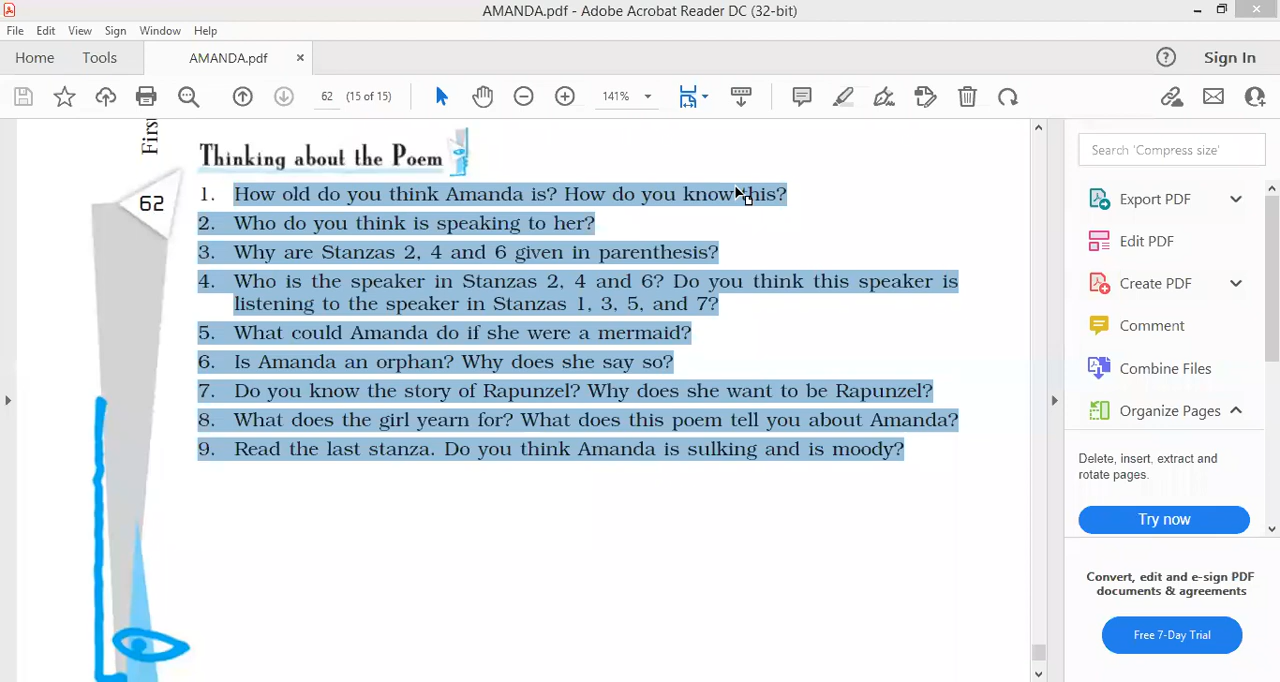 AMANDA.pdf - Adobe Acrobat Reader DC (32-bit)
File Edit View Sign Window Help
Home Tools AMANDA.pdf × Sign In
62 (15 of 15) 141%
Search 'Compress size'
Export PDF
Edit PDF
Create PDF
Comment
Combine Files
Organize Pages
Delete, insert, extract and
rotate pages.
Try now
Convert, edit and e-sign PDF
documents & agreements
Free 7-Day Trial
Firs
62
Thinking about the Poem
1. How old do you think Amanda is? How do you know this?
2. Who do you think is speaking to her?
3. Why are Stanzas 2, 4 and 6 given in parenthesis?
4. Who is the speaker in Stanzas 2, 4 and 6? Do you think this speaker is
listening to the speaker in Stanzas 1, 3, 5, and 7?
5. What could Amanda do if she were a mermaid?
6. Is Amanda an orphan? Why does she say so?
7. Do you know the story of Rapunzel? Why does she want to be Rapunzel?
8. What does the girl yearn for? What does this poem tell you about Amanda?
9. Read the last stanza. Do you think Amanda is sulking and is moody?